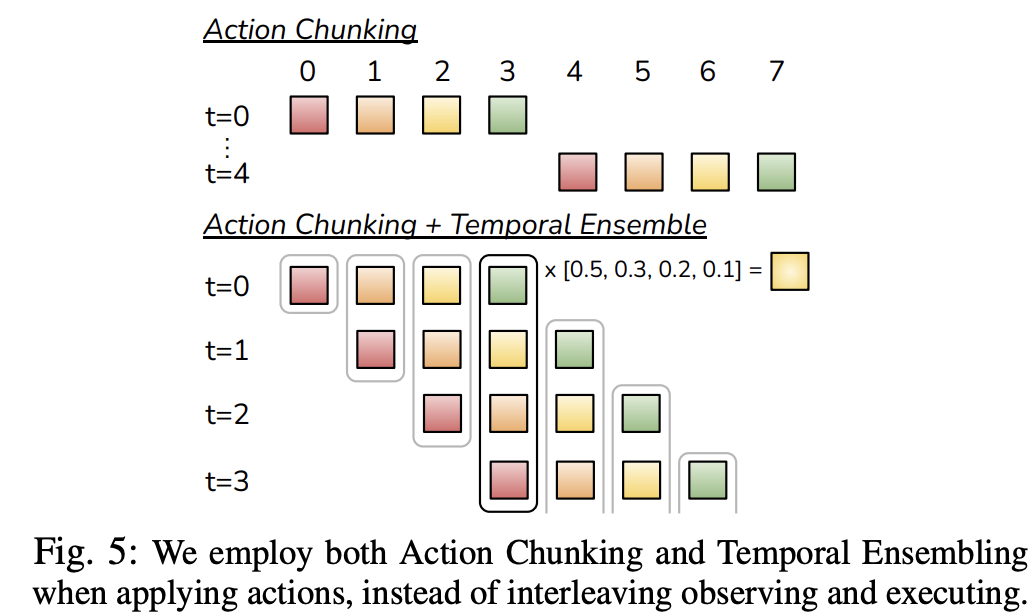 Action Chunking
0 1 2 3 4 5 6 7
t=0
⋮
t=4
Action Chunking + Temporal Ensemble
t=0 x [0.5, 0.3, 0.2, 0.1] =
t=1
t=2
t=3
Fig. 5: We employ both Action Chunking and Temporal Ensembling
when applying actions, instead of interleaving observing and executing.